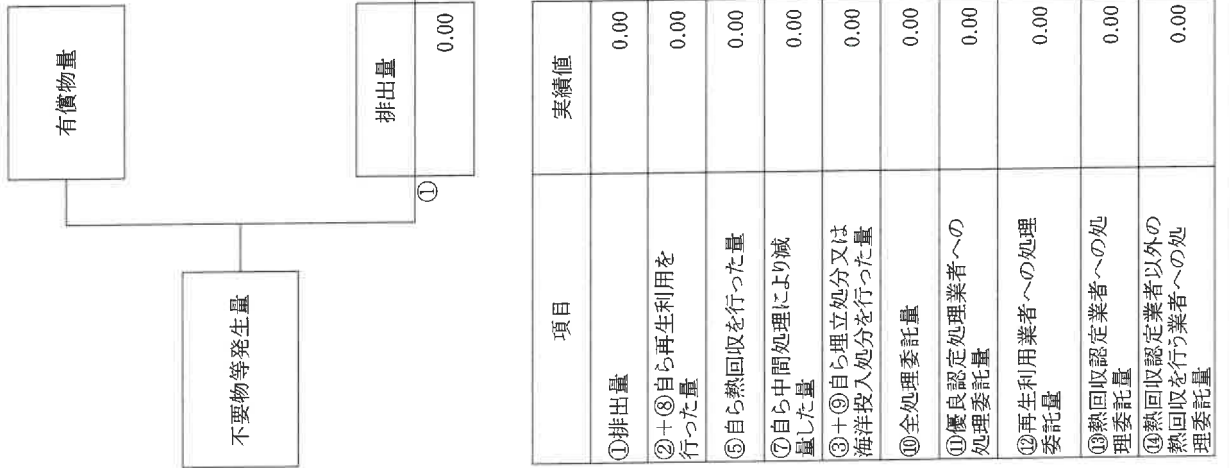 有償物量
不要物等発生量
排出量
①
0.00
項目
実績値
①排出量
0.00
②+⑧自ら再生利用を
行った量
0.00
⑤自ら熱回収を行った量
0.00
⑦自ら中間処理により減
量した量
0.00
③+⑨自ら埋立処分又は
海洋投入処分を行った量
0.00
⑩全処理委託量
0.00
⑪優良認定処理業者への
処理委託量
0.00
⑫再生利用業者への処理
委託量
0.00
⑬熱回収認定業者への処
理委託量
0.00
⑭熱回収認定業者以外の
熱回収を行う業者への処
理委託量
0.00